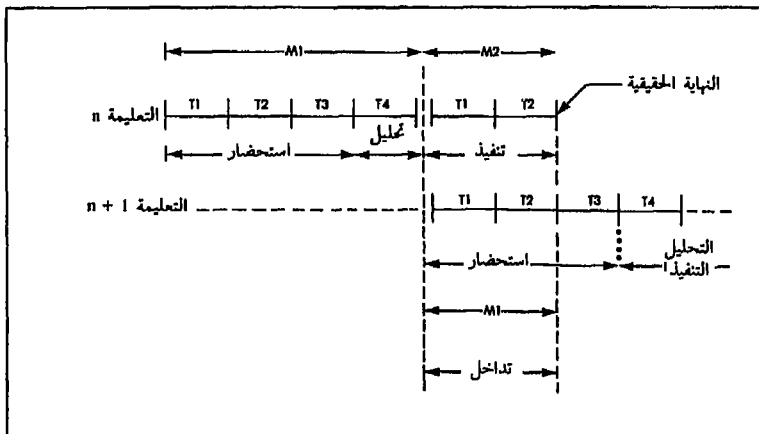 M1 M2
النهاية الحقيقية
التعليمة n T1 T2 T3 T4 T1 T2
استحضار تحليل تنفيذ
التعليمة n + 1 T1 T2 T3 T4
استحضار التحليل
التنفيذ
M1
تداخل